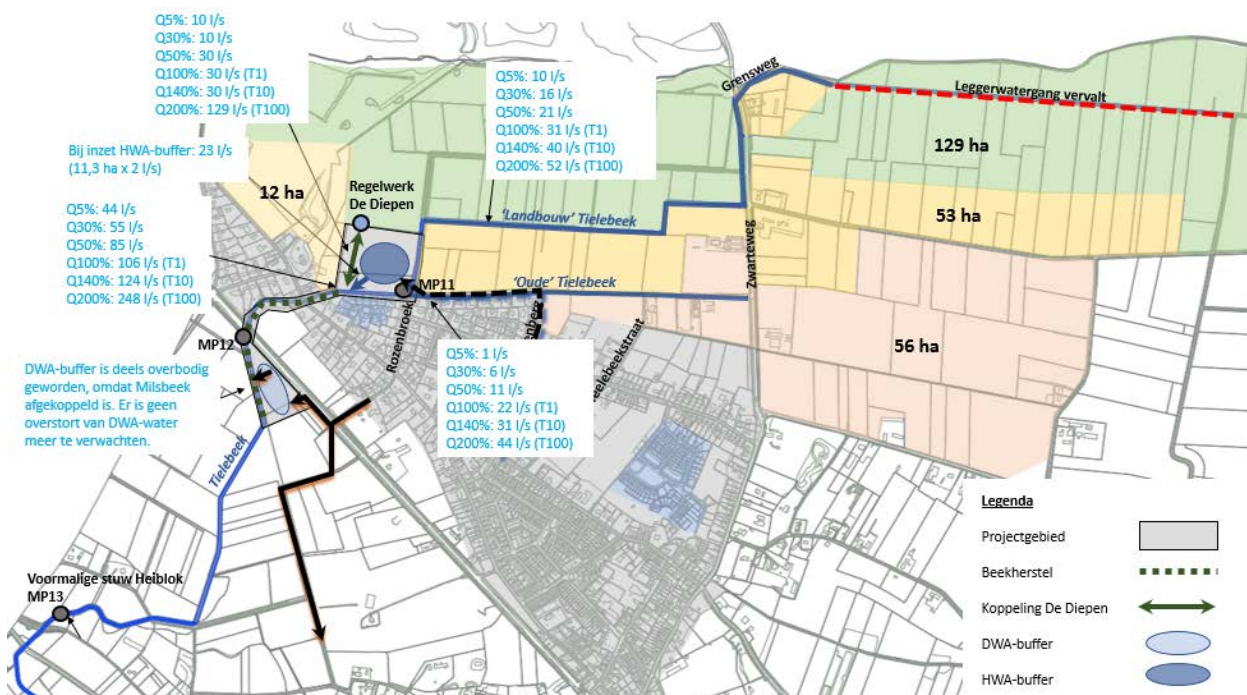 Q5%: 10 l/s
Q30%: 10 l/s
Q50%: 30 l/s
Q100%: 30 l/s (T1)
Q140%: 30 l/s (T10)
Q200%: 129 l/s (T100)
Bij inzet HWA-buffer: 23 l/s
(11,3 ha x 2 l/s)
Q5%: 44 l/s
Q30%: 55 l/s
Q50%: 85 l/s
Q100%: 106 l/s (T1)
Q140%: 124 l/s (T10)
Q200%: 248 l/s (T100)
12 ha
Regelwerk
De Diepen
Q5%: 10 l/s
Q30%: 16 l/s
Q50%: 21 l/s
Q100%: 31 l/s (T1)
Q140%: 40 l/s (T10)
Q200%: 52 l/s (T100)
Grensweg
Leggerwatergang vervalt
129 ha
53 ha
56 ha
'Landbouw' Tielebeek
'Oude' Tielebeek
Zwarteweg
MP11
Rozenbroek
MP12
Q5%: 1 l/s
Q30%: 6 l/s
Q50%: 11 l/s
Q100%: 22 l/s (T1)
Q140%: 31 l/s (T10)
Q200%: 44 l/s (T100)
DWA-buffer is deels overbodig
geworden, omdat Milsbeek
afgekoppeld is. Er is geen
overstort van DWA-water
meer te verwachten.
Tielebeek
Voormalige stuw Heiblok
MP13
Legenda
Projectgebied
Beekherstel
Koppeling De Diepen
DWA-buffer
HWA-buffer